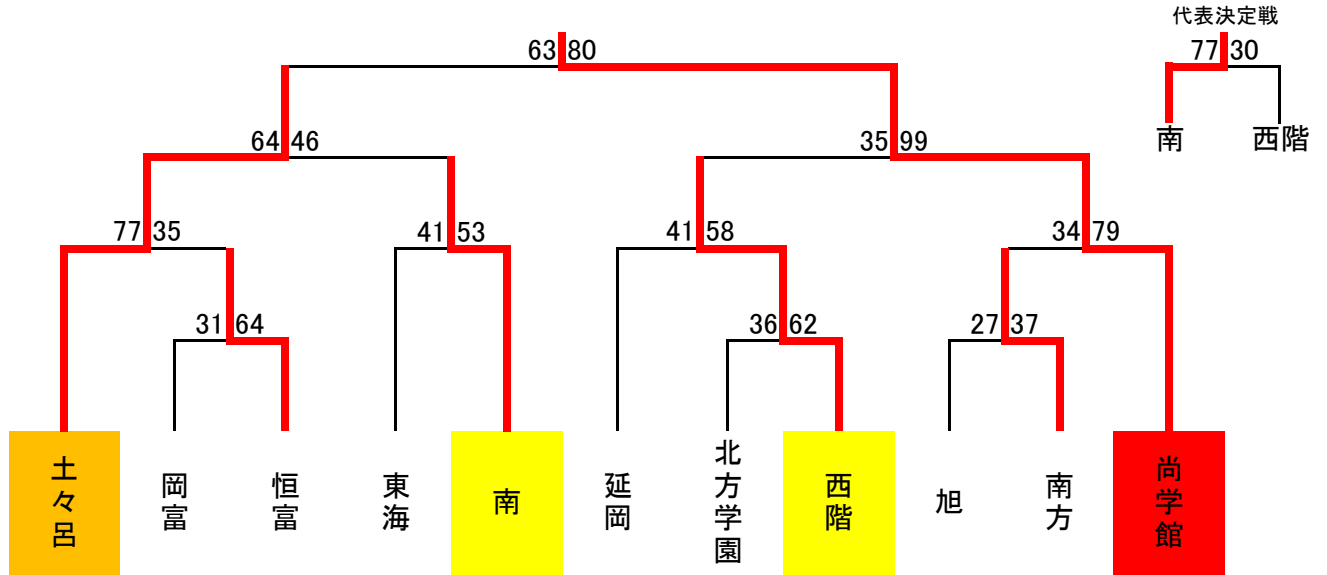 代表決定戦
63 80
77 30
南 西階
64 46
35 99
77 35
41 53
41 58
34 79
31 64
36 62
27 37
土々呂
岡富
恒富
東海
南
延岡
北方学園
西階
旭
南方
尚学館